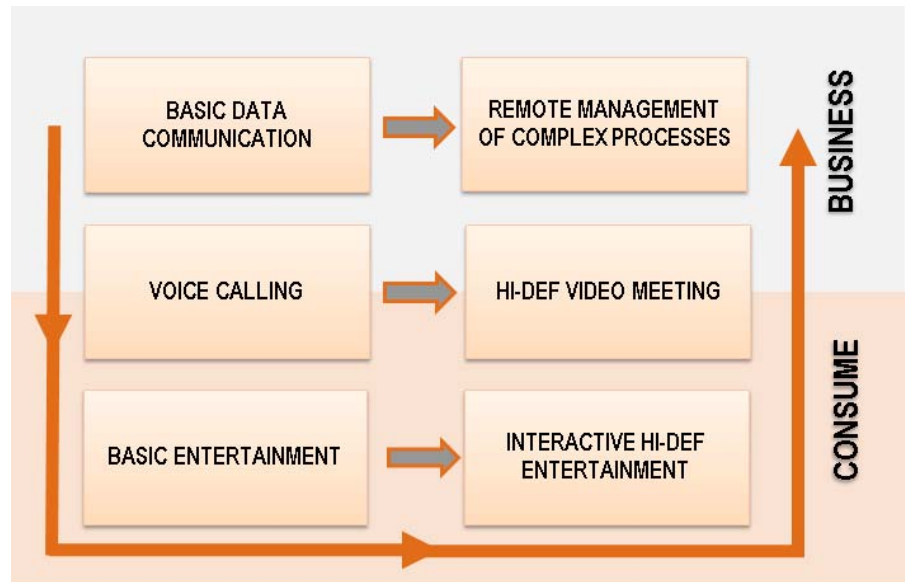 BASIC DATA
COMMUNICATION
REMOTE MANAGEMENT
OF COMPLEX PROCESSES
BUSINESS
VOICE CALLING
HI-DEF VIDEO MEETING
BASIC ENTERTAINMENT
INTERACTIVE HI-DEF
ENTERTAINMENT
CONSUME